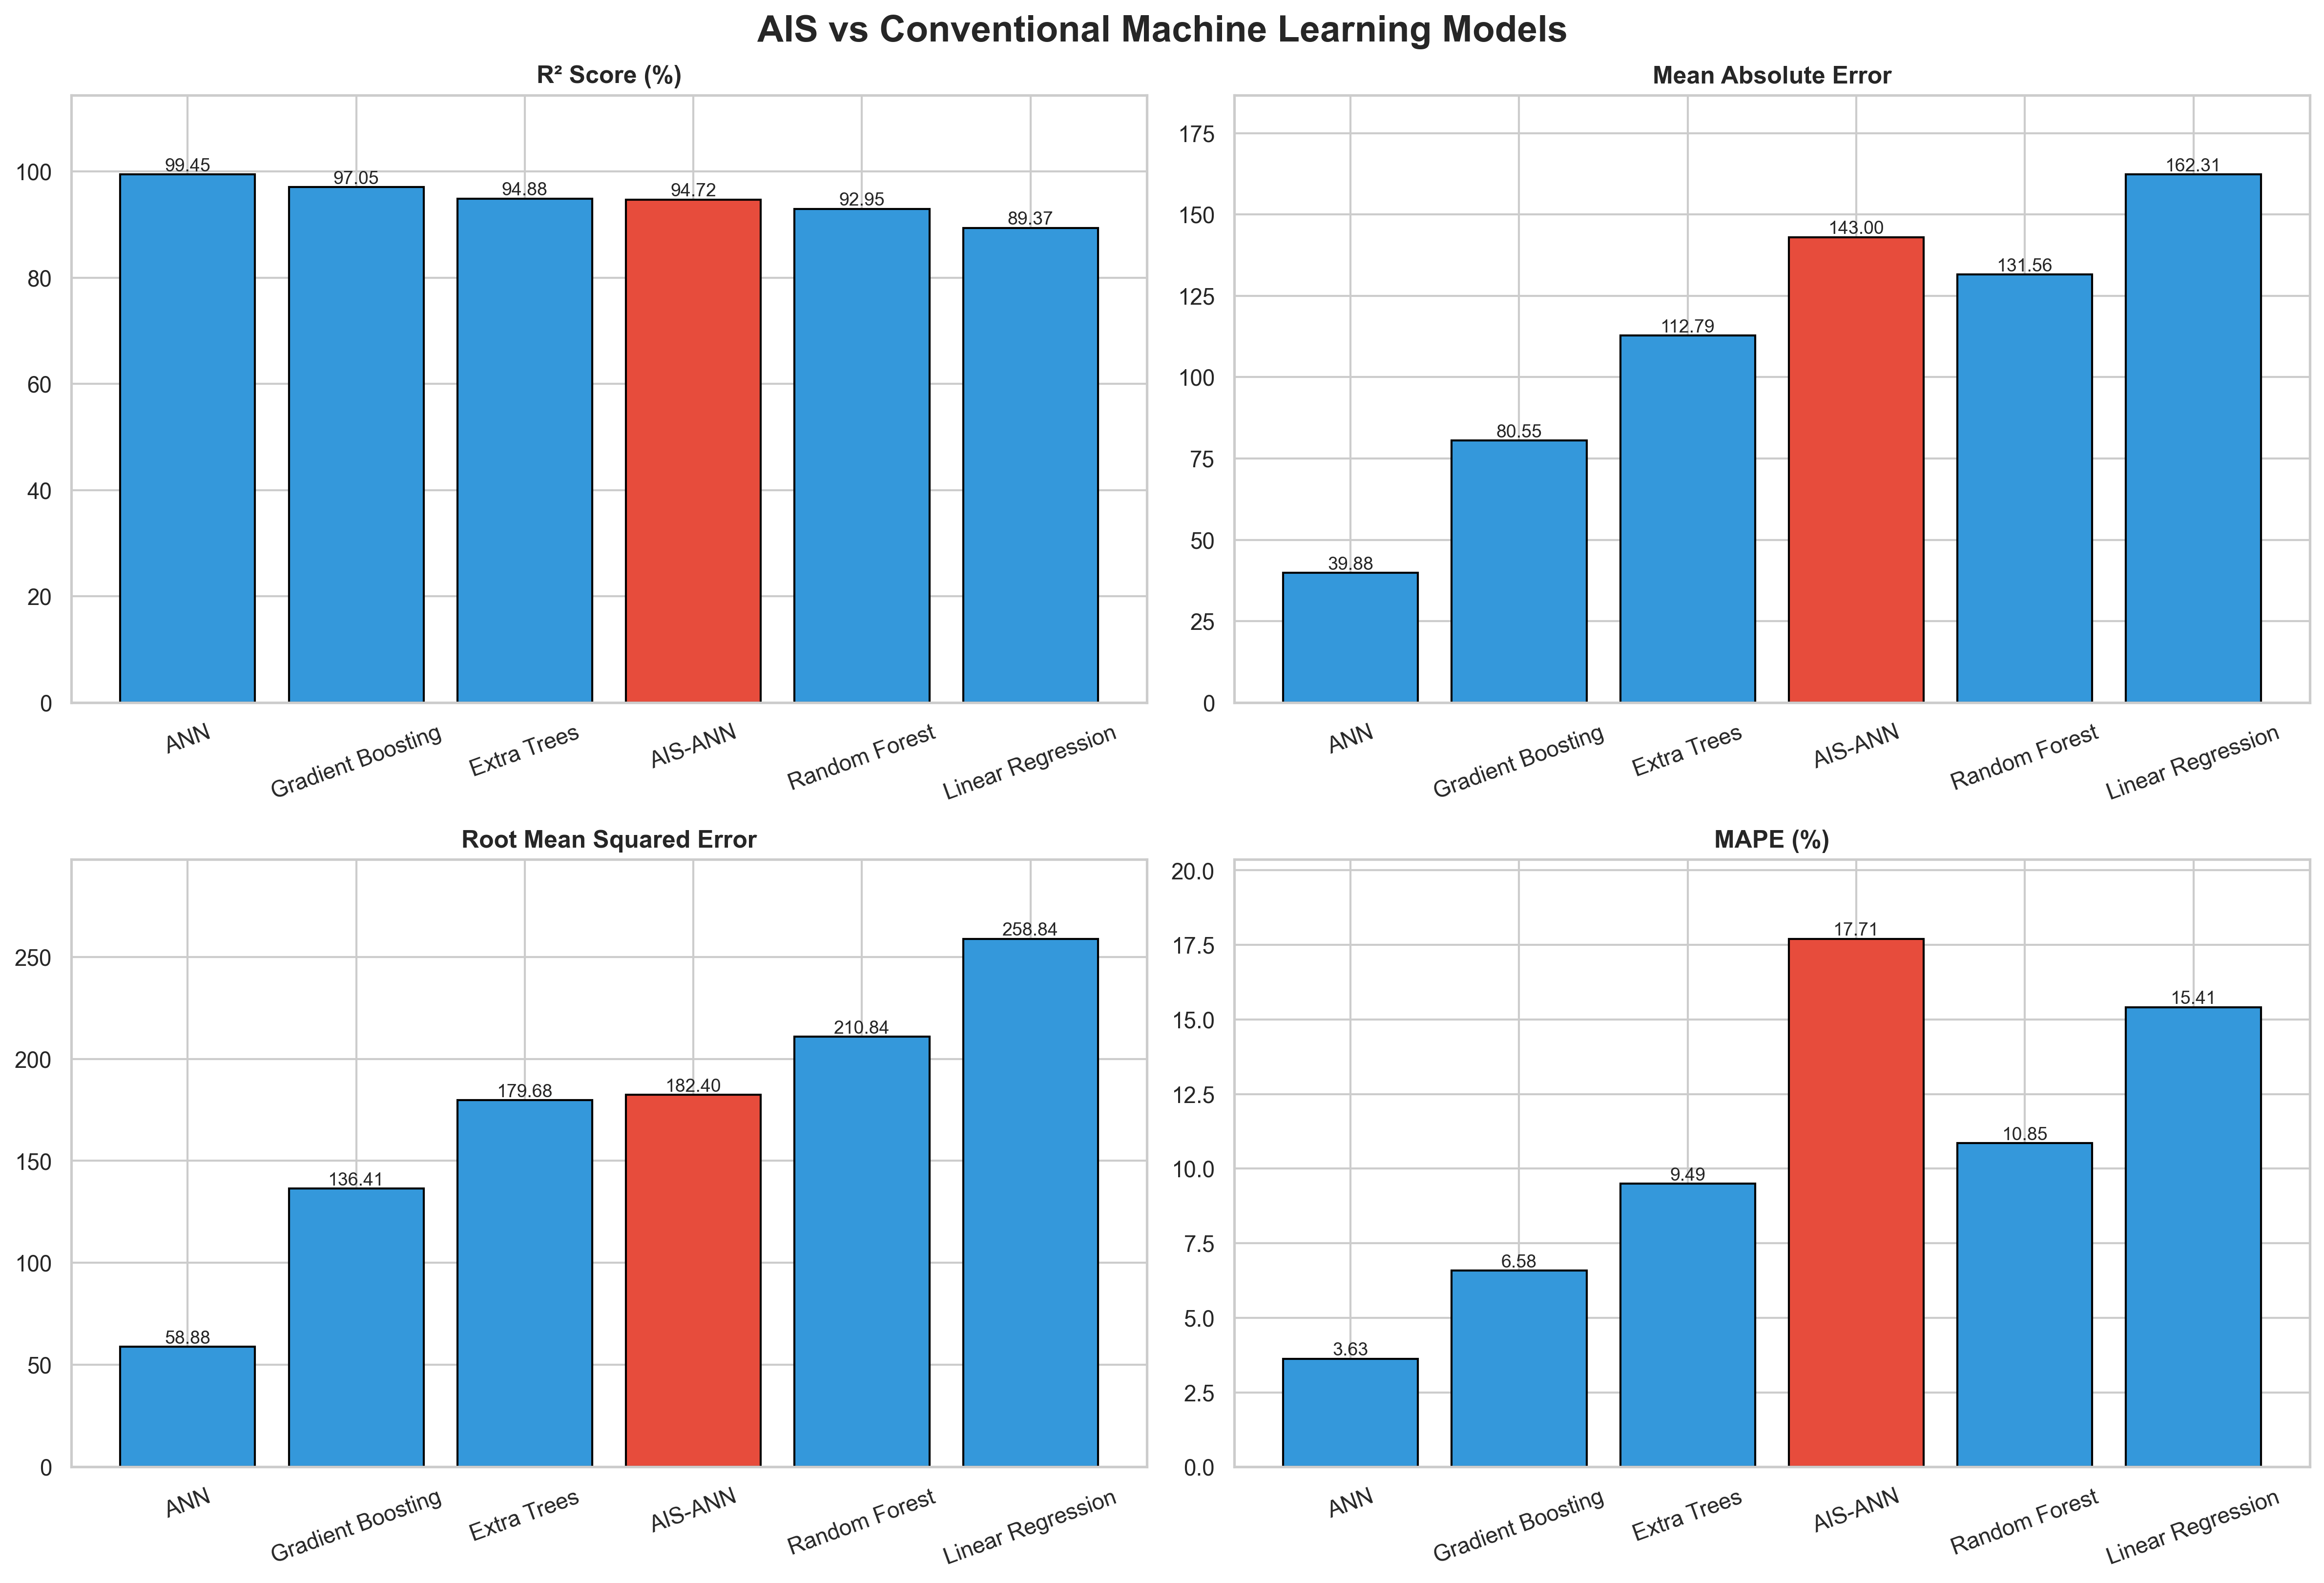 AIS vs Conventional Machine Learning Models
R² Score (%)
100
80
60
40
20
0
99.45
97.05
94.88
94.72
92.95
89.37
ANN
Gradient Boosting
Extra Trees
AIS-ANN
Random Forest
Linear Regression
Mean Absolute Error
175
150
125
100
75
50
25
0
39.88
80.55
112.79
143.00
131.56
162.31
ANN
Gradient Boosting
Extra Trees
AIS-ANN
Random Forest
Linear Regression
Root Mean Squared Error
250
200
150
100
50
0
58.88
136.41
179.68
182.40
210.84
258.84
ANN
Gradient Boosting
Extra Trees
AIS-ANN
Random Forest
Linear Regression
MAPE (%)
20.0
17.5
15.0
12.5
10.0
7.5
5.0
2.5
0.0
3.63
6.58
9.49
17.71
10.85
15.41
ANN
Gradient Boosting
Extra Trees
AIS-ANN
Random Forest
Linear Regression